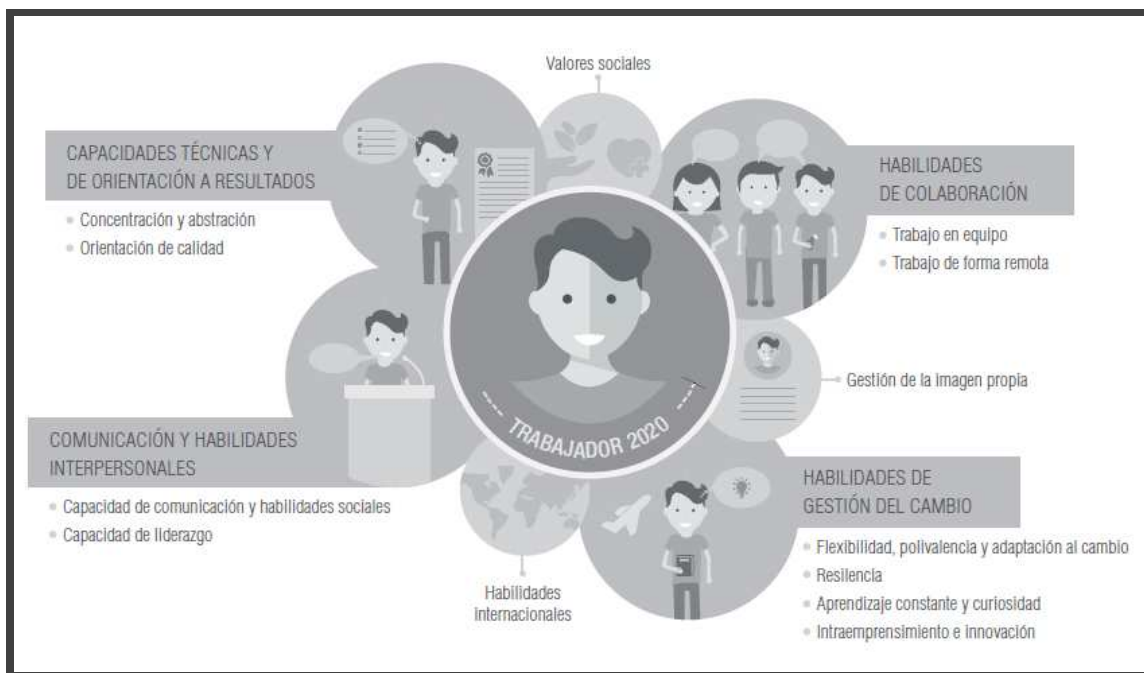 Valores sociales
CAPACIDADES TÉCNICAS Y
DE ORIENTACIÓN A RESULTADOS
• Concentración y abstración
• Orientación de calidad
HABILIDADES
DE COLABORACIÓN
• Trabajo en equipo
• Trabajo de forma remota
Gestión de la imagen propia
TRABAJADOR 2020
COMUNICACIÓN Y HABILIDADES
INTERPERSONALES
• Capacidad de comunicación y habilidades sociales
• Capacidad de liderazgo
Habilidades
internacionales
HABILIDADES DE
GESTIÓN DEL CAMBIO
• Flexibilidad, polivalencia y adaptación al cambio
• Resilencia
• Aprendizaje constante y curiosidad
• Intraemprensimiento e innovación